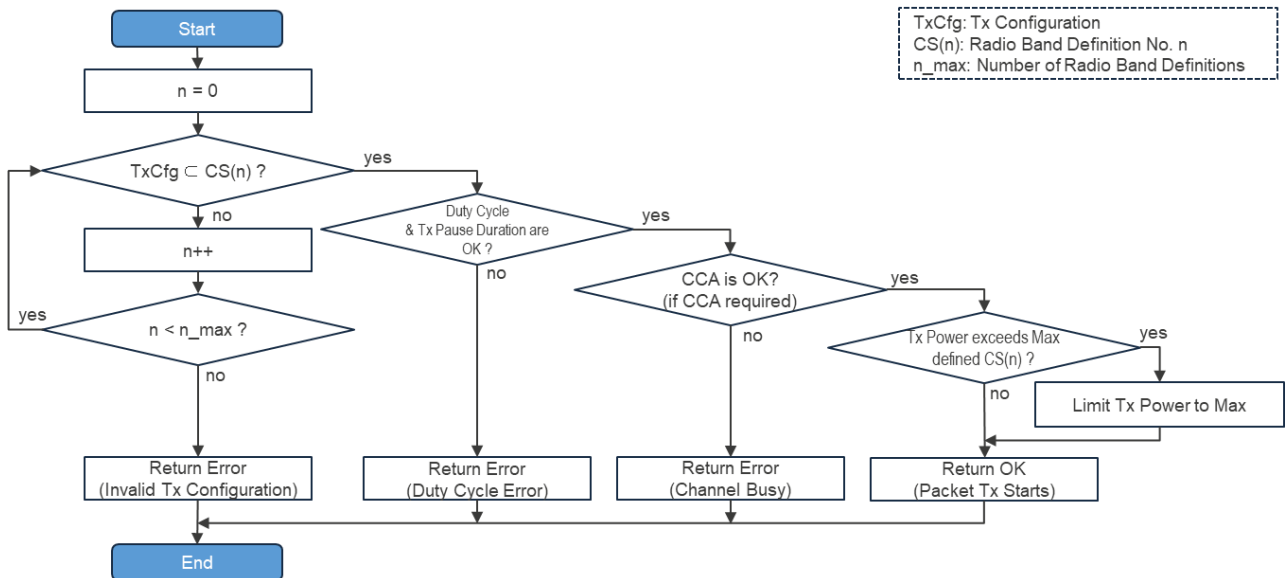 Start
TxCfg: Tx Configuration
CS(n): Radio Band Definition No. n
n_max: Number of Radio Band Definitions
n = 0
TxCfg ⊂ CS(n) ?
yes
no
n++
n < n_max ?
yes
no
Duty Cycle
& Tx Pause Duration are
OK ?
yes
no
CCA is OK?
(if CCA required)
yes
no
Tx Power exceeds Max
defined CS(n) ?
yes
no
Limit Tx Power to Max
Return Error
(Invalid Tx Configuration)
Return Error
(Duty Cycle Error)
Return Error
(Channel Busy)
Return OK
(Packet Tx Starts)
End